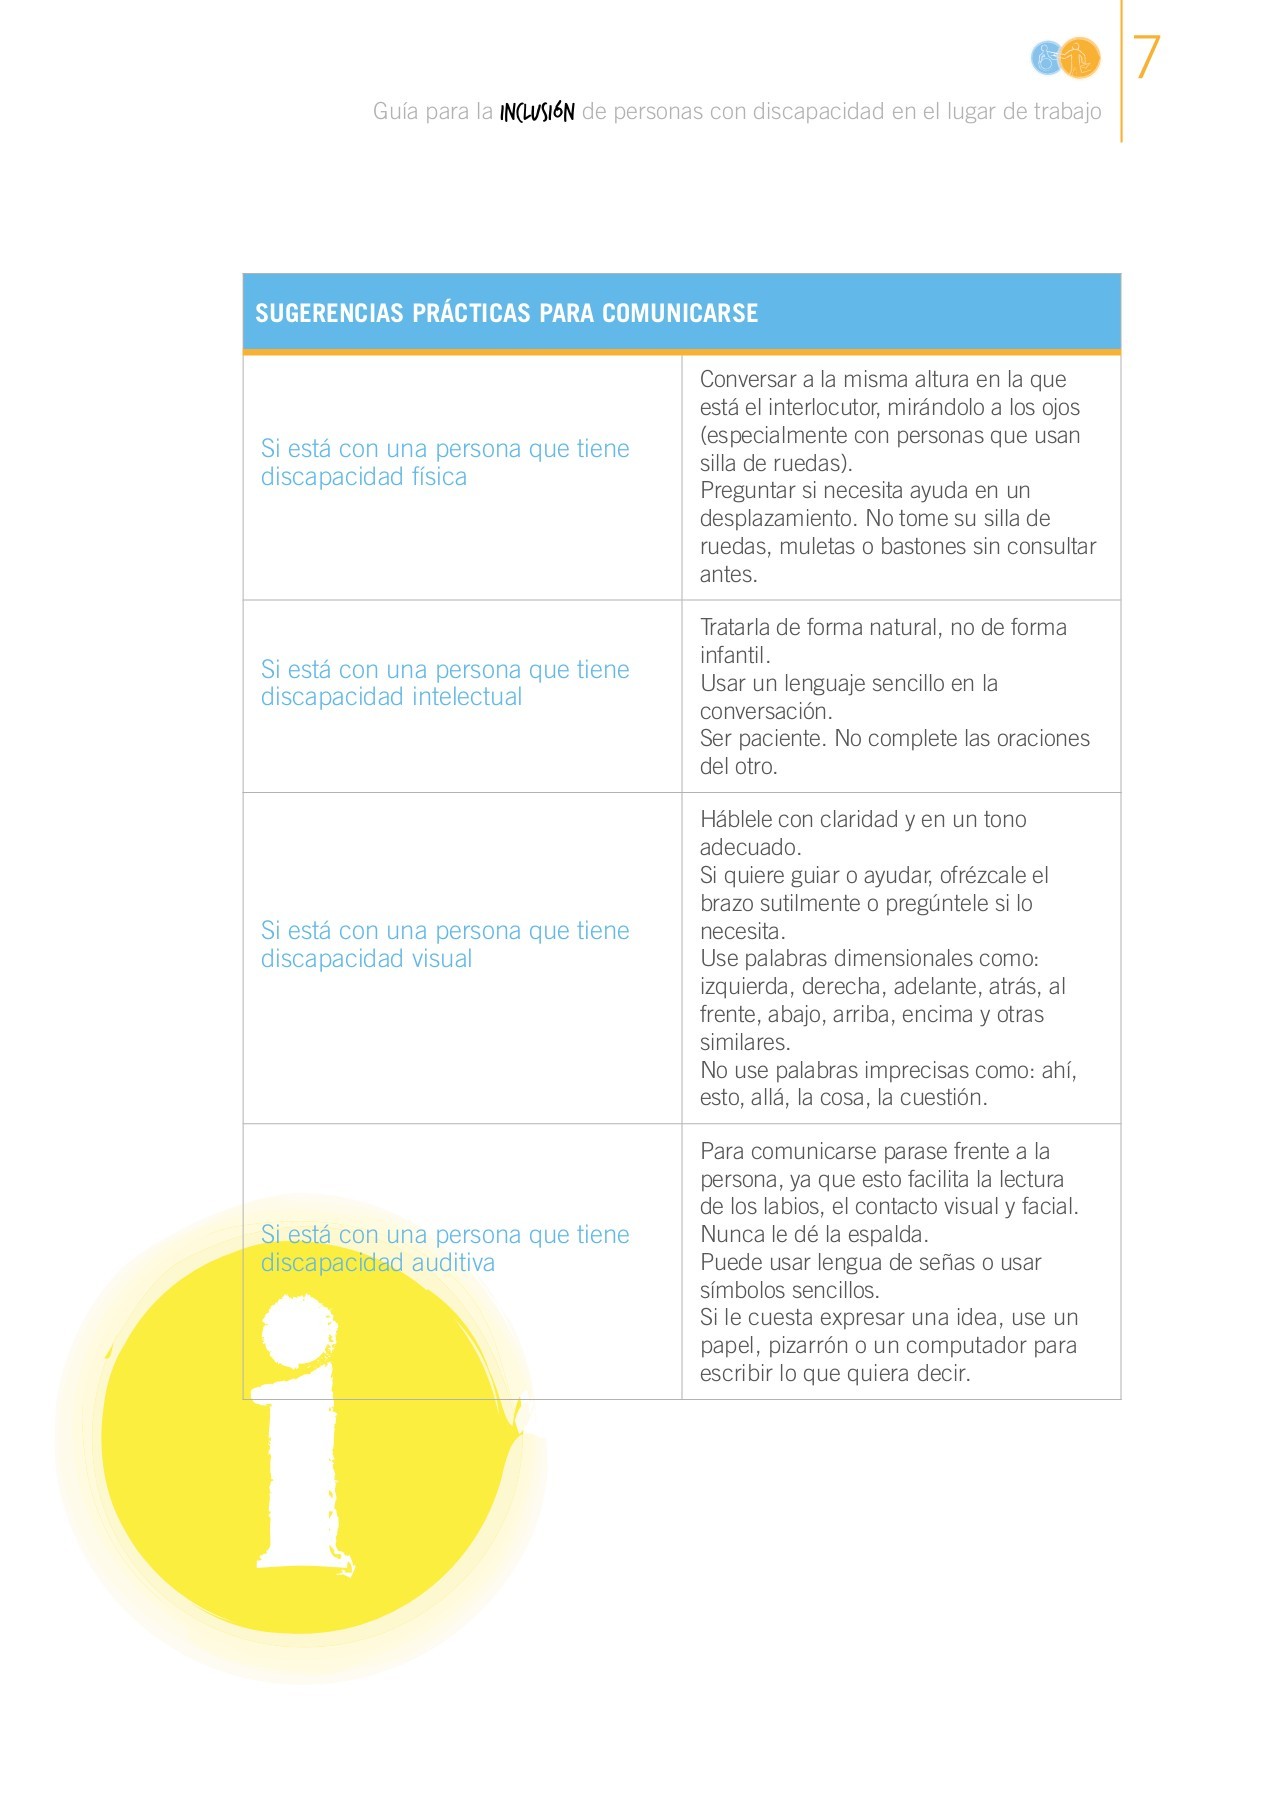 7
Guía para la INCLUSIÓN de personas con discapacidad en el lugar de trabajo
SUGERENCIAS PRÁCTICAS PARA COMUNICARSE
Si está con una persona que tiene
discapacidad física
Conversar a la misma altura en la que
está el interlocutor, mirándolo a los ojos
(especialmente con personas que usan
silla de ruedas).
Preguntar si necesita ayuda en un
desplazamiento. No tome su silla de
ruedas, muletas o bastones sin consultar
antes.
Si está con una persona que tiene
discapacidad intelectual
Tratarla de forma natural, no de forma
infantil.
Usar un lenguaje sencillo en la
conversación.
Ser paciente. No complete las oraciones
del otro.
Si está con una persona que tiene
discapacidad visual
Háblele con claridad y en un tono
adecuado.
Si quiere guiar o ayudar, ofrézcale el
brazo sutilmente o pregúntele si lo
necesita.
Use palabras dimensionales como:
izquierda, derecha, adelante, atrás, al
frente, abajo, arriba, encima y otras
similares.
No use palabras imprecisas como: ahí,
esto, allá, la cosa, la cuestión.
Si está con una persona que tiene
discapacidad auditiva
Para comunicarse parase frente a la
persona, ya que esto facilita la lectura
de los labios, el contacto visual y facial.
Nunca le dé la espalda.
Puede usar lengua de señas o usar
símbolos sencillos.
Si le cuesta expresar una idea, use un
papel, pizarrón o un computador para
escribir lo que quiera decir.
i